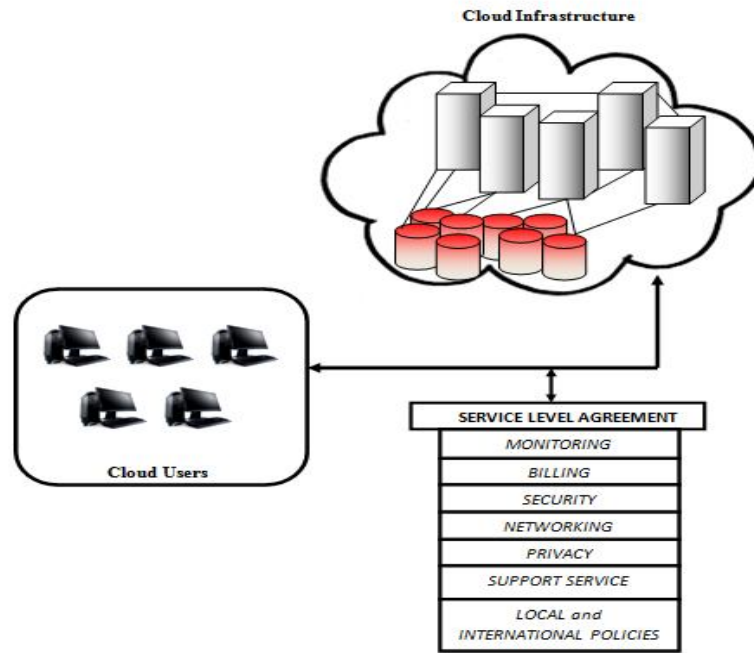 Cloud Infrastructure
Cloud Users
SERVICE LEVEL AGREEMENT
MONITORING
BILLING
SECURITY
NETWORKING
PRIVACY
SUPPORT SERVICE
LOCAL and
INTERNATIONAL POLICIES